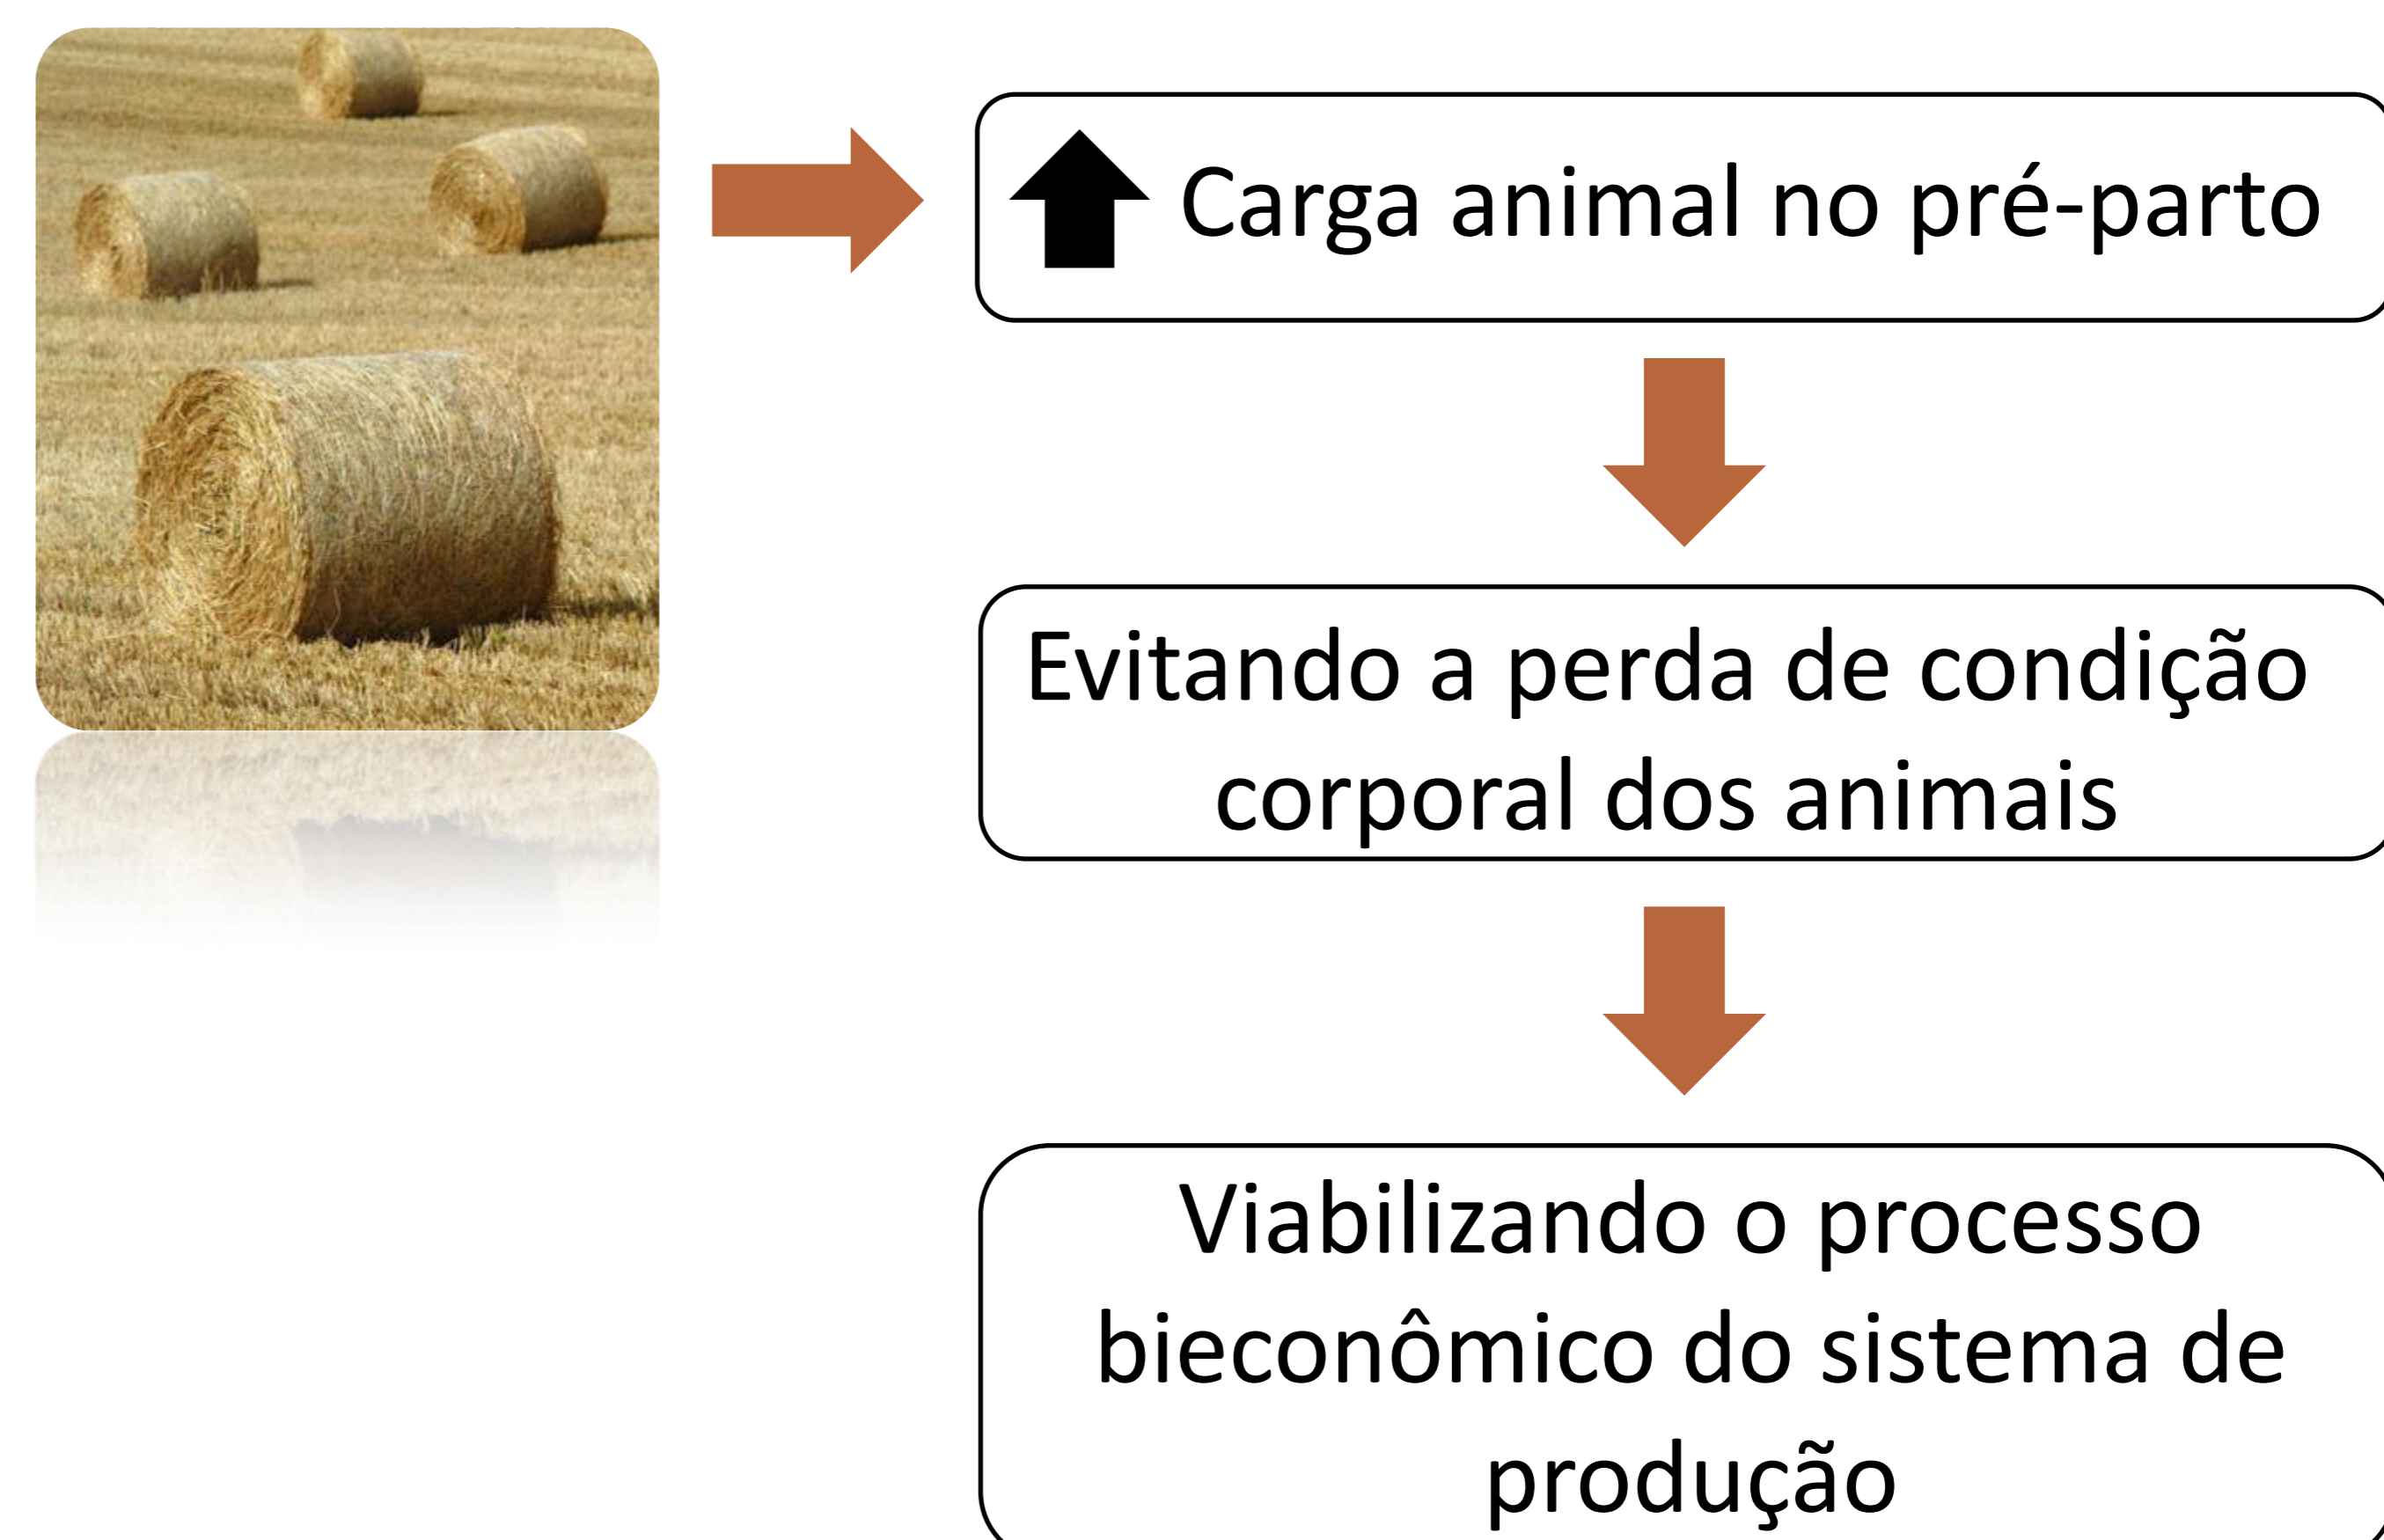 Carga animal no pré-parto
Evitando a perda de condição
corporal dos animais
Viabilizando o processo
bieconômico do sistema de
produção